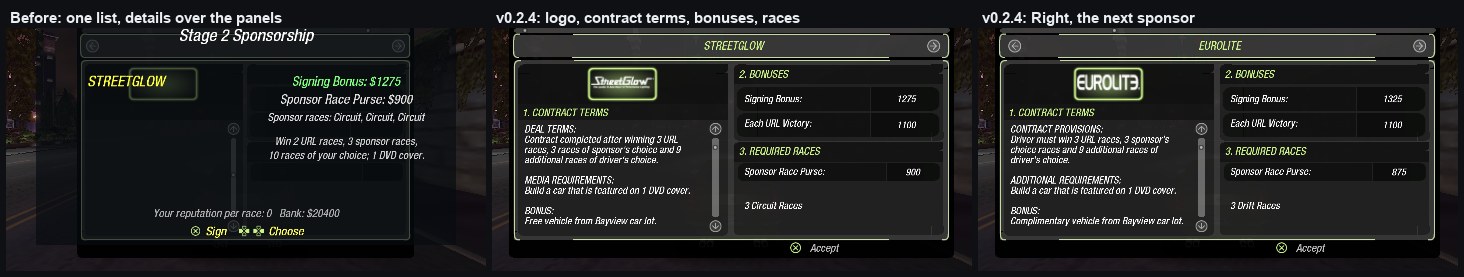 Before: one list, details over the panels
Stage 2 Sponsorship
STREETGLOW
Signing Bonus: $1275
Sponsor Race Purse: $900
Sponsor races: Circuit, Circuit, Circuit
Win 2 URL races, 3 sponsor races,
10 races of your choice; 1 DVD cover.
Your reputation per race: 0 Bank: $20400
Sign
Choose
v0.2.4: logo, contract terms, bonuses, races
STREETGLOW
StreetGlow
1. CONTRACT TERMS
DEAL TERMS:
Contract completed after winning 3 URL
races, 3 races of sponsor's choice and 9
additional races of driver's choice.
MEDIA REQUIREMENTS:
Build a car that is featured on 1 DVD cover.
BONUS:
Free vehicle from Bayview car lot.
2. BONUSES
Signing Bonus: 1275
Each URL Victory: 1100
3. REQUIRED RACES
Sponsor Race Purse: 900
3 Circuit Races
Accept
v0.2.4: Right, the next sponsor
EUROLITE
EUROLITE
1. CONTRACT TERMS
CONTRACT PROVISIONS:
Driver must win 3 URL races, 3 sponsor's
choice races and 9 additional races of
driver's choice.
ADDITIONAL REQUIREMENTS:
Build a car that is featured on 1 DVD cover.
BONUS:
Complimentary vehicle from Bayview car lot.
2. BONUSES
Signing Bonus: 1325
Each URL Victory: 1100
3. REQUIRED RACES
Sponsor Race Purse: 875
3 Drift Races
Accept